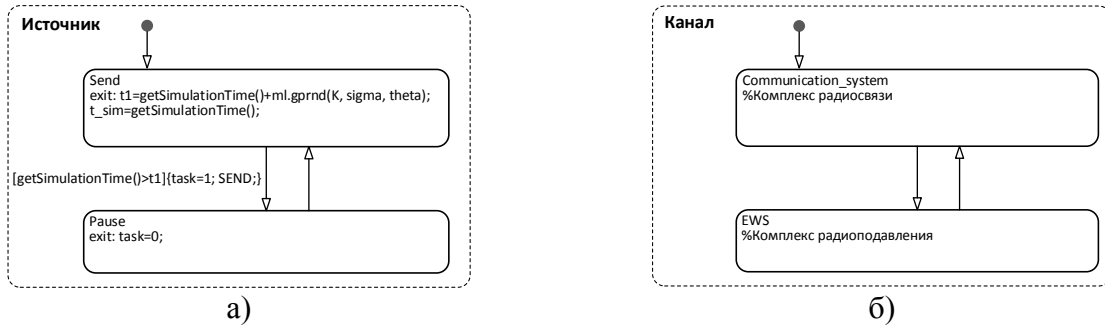 Источник
Send
exit: t1=getSimulationTime()+ml.gprnd(K, sigma, theta);
t_sim=getSimulationTime();
[getSimulationTime()>t1]{task=1; SEND;}
Pause
exit: task=0;
а)
Канал
Communication_system
%Комплекс радиосвязи
EWS
%Комплекс радиоподавления
б)